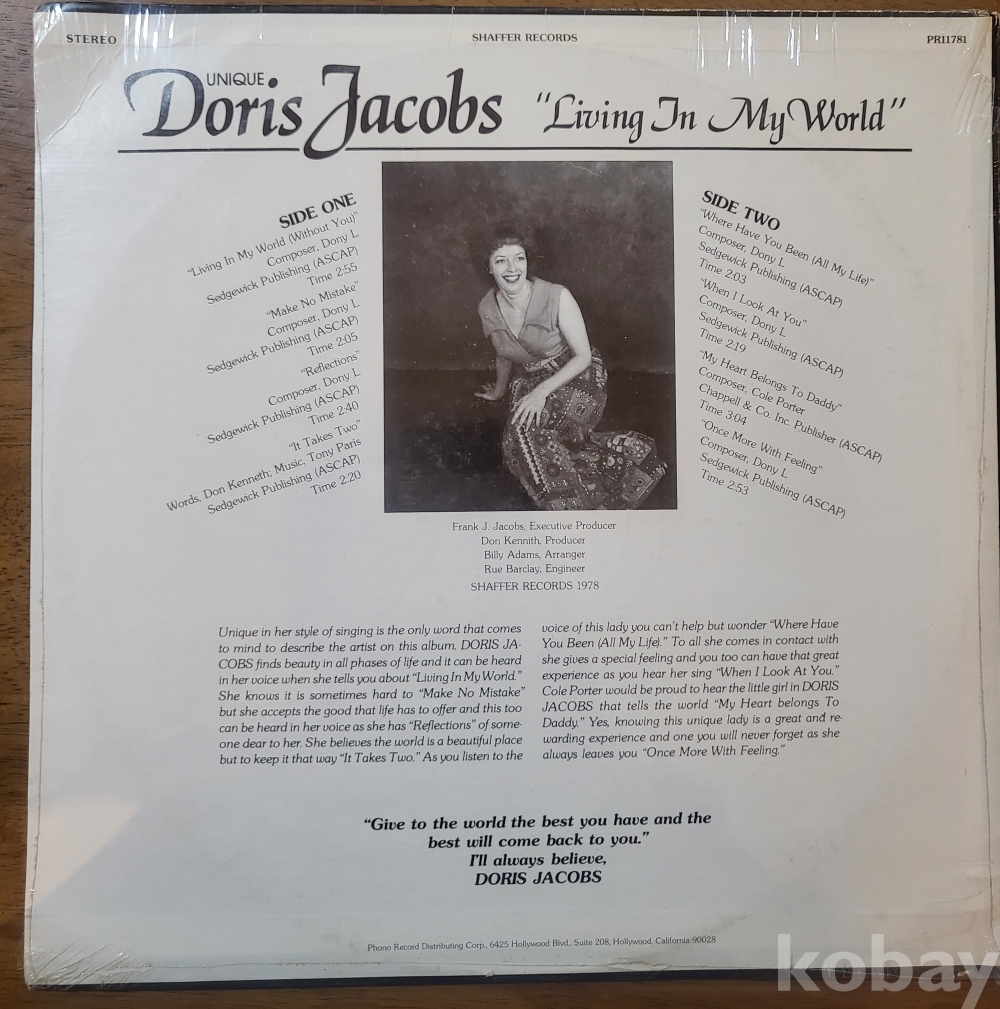 STEREO
SHAFFER RECORDS
PR11781
UNIQUE
Doris Jacobs "Living In My World"
SIDE ONE
"Living In My World (Without You)"
Composer, Dony L
Sedgewick Publishing (ASCAP)
Time 2:55
"Make No Mistake"
Composer, Dony L
Sedgewick Publishing (ASCAP)
Time 2:05
"Reflections"
Composer, Dony L
Sedgewick Publishing (ASCAP)
Time 2:40
"It Takes Two"
Words, Don Kenneth; Music, Tony Paris
Sedgewick Publishing (ASCAP)
Time 2:20
SIDE TWO
"Where Have You Been (All My Life)"
Composer, Dony L
Sedgewick Publishing (ASCAP)
Time 2:03
"When I Look At You"
Composer, Dony L
Sedgewick Publishing (ASCAP)
Time 2:19
"My Heart Belongs To Daddy"
Composer, Cole Porter
Chappell & Co. Inc. Publisher (ASCAP)
Time 3:04
"Once More With Feeling"
Composer, Dony L
Sedgewick Publishing (ASCAP)
Time 2:53
Frank J. Jacobs, Executive Producer
Don Kennith, Producer
Billy Adams, Arranger
Rue Barclay, Engineer
SHAFFER RECORDS 1978
Unique in her style of singing is the only word that comes
to mind to describe the artist on this album. DORIS JA-
COBS finds beauty in all phases of life and it can be heard
in her voice when she tells you about "Living In My World."
She knows it is sometimes hard to "Make No Mistake"
but she accepts the good that life has to offer and this too
can be heard in her voice as she has "Reflections" of some-
one dear to her. She believes the world is a beautiful place
but to keep it that way "It Takes Two." As you listen to the
voice of this lady you can't help but wonder "Where Have
You Been (All My Life)." To all she comes in contact with
she gives a special feeling and you too can have that great
experience as you hear her sing "When I Look At You."
Cole Porter would be proud to hear the little girl in DORIS
JACOBS that tells the world "My Heart belongs To
Daddy." Yes, knowing this unique lady is a great and re-
warding experience and one you will never forget as she
always leaves you "Once More With Feeling."
"Give to the world the best you have and the
best will come back to you."
I'll always believe,
DORIS JACOBS
Phono Record Distributing Corp., 6425 Hollywood Blvd., Suite 208, Hollywood, California 90028
kobay